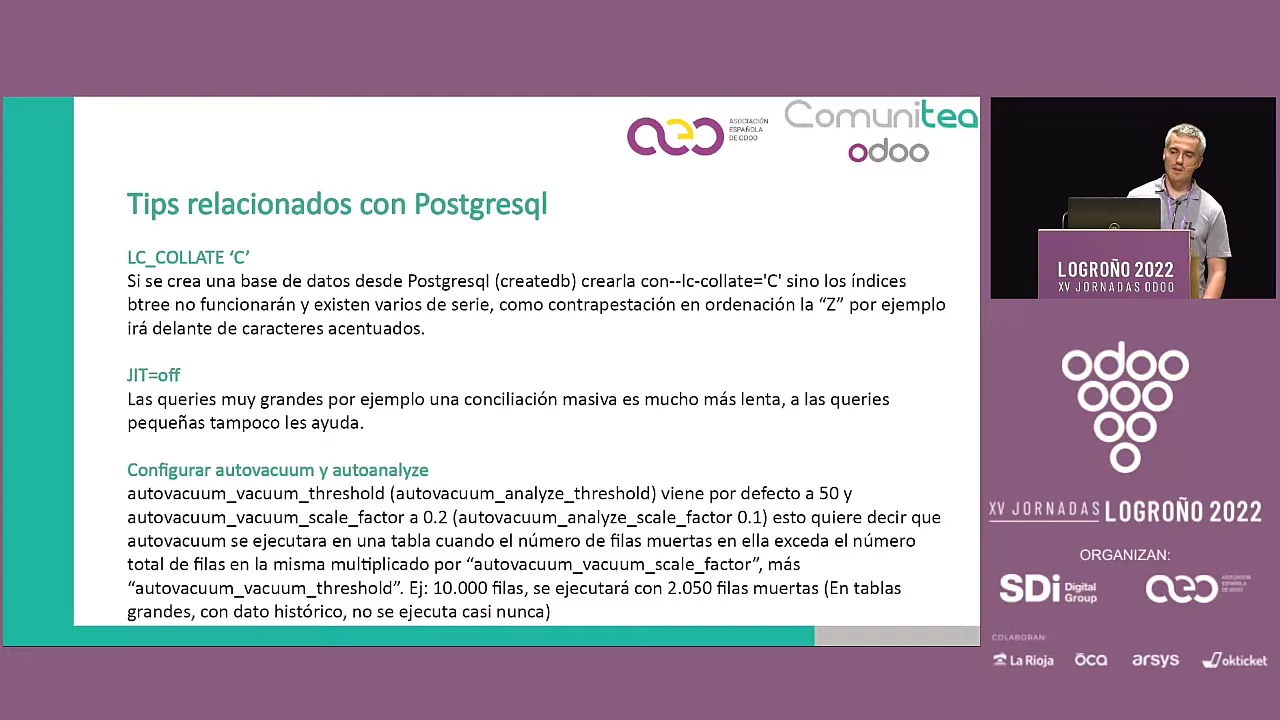 aeo
ASOCIACIÓN
ESPAÑOLA
DE ODOO
Comunitea
odoo
Tips relacionados con Postgresql
LC_COLLATE ‘C’
Si se crea una base de datos desde Postgresql (createdb) crearla con--lc-collate='C' sino los índices
btree no funcionarán y existen varios de serie, como contrapestación en ordenación la “Z” por ejemplo
irá delante de caracteres acentuados.
JIT=off
Las queries muy grandes por ejemplo una conciliación masiva es mucho más lenta, a las queries
pequeñas tampoco les ayuda.
Configurar autovacuum y autoanalyze
autovacuum_vacuum_threshold (autovacuum_analyze_threshold) viene por defecto a 50 y
autovacuum_vacuum_scale_factor a 0.2 (autovacuum_analyze_scale_factor 0.1) esto quiere decir que
autovacuum se ejecutara en una tabla cuando el número de filas muertas en ella exceda el número
total de filas en la misma multiplicado por “autovacuum_vacuum_scale_factor”, más
“autovacuum_vacuum_threshold”. Ej: 10.000 filas, se ejecutará con 2.050 filas muertas (En tablas
grandes, con dato histórico, no se ejecuta casi nunca)
LOGROÑO 2022
XV JORNADAS ODOO
odoo
XV JORNADAS LOGROÑO 2022
ORGANIZAN:
SDi Digital
Group
aeo
ASOCIACIÓN
ESPAÑOLA
DE ODOO
COLABORAN:
La Rioja
ōca
arsys
okticket